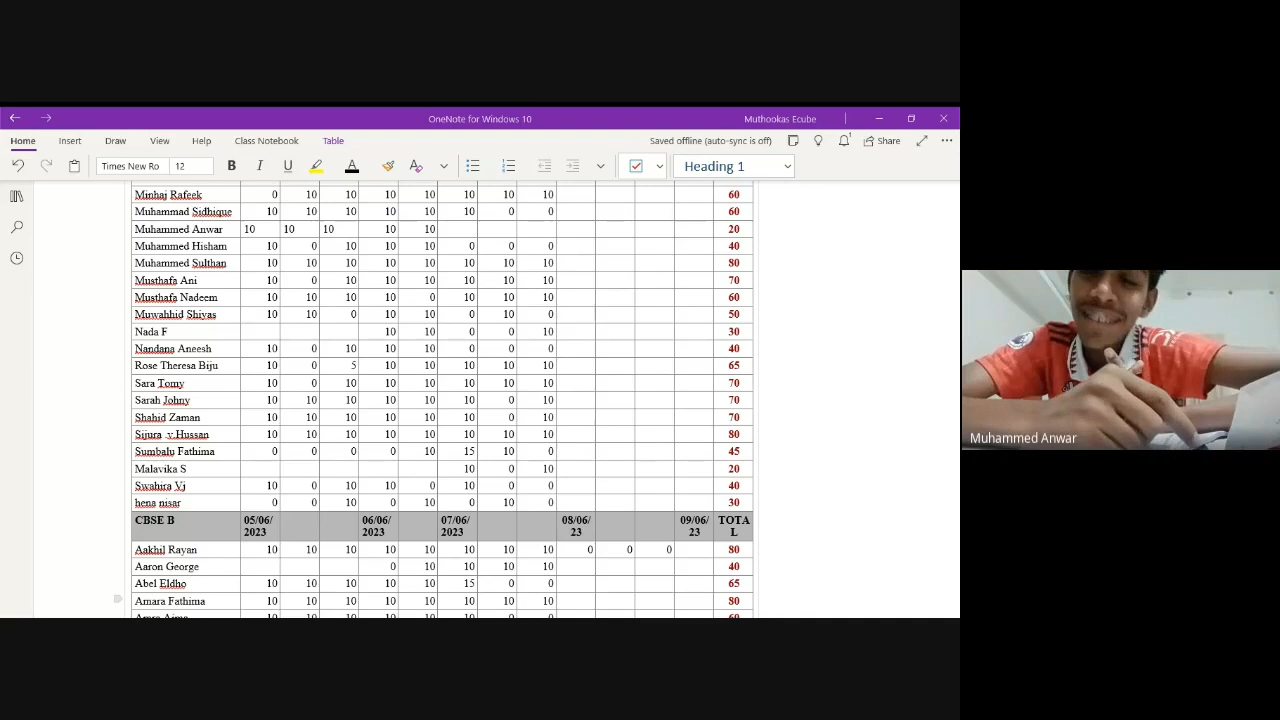 OneNote for Windows 10
Muthookas Ecube
Home Insert Draw View Help Class Notebook Table
Saved offline (auto-sync is off)
Share
Times New Ro 12
B I U A
Heading 1
Minhaj Rafeek 0 10 10 10 10 10 10 10 60
Muhammad Sidhique 10 10 10 10 10 10 0 0 60
Muhammed Anwar 10 10 10 10 10 20
Muhammed Hisham 10 0 10 10 10 0 0 0 40
Muhammed Sulthan 10 10 10 10 10 10 10 10 80
Musthafa Ani 10 0 10 10 10 10 10 10 70
Musthafa Nadeem 10 10 10 10 0 10 10 10 60
Muwahhid Shiyas 10 10 0 10 10 0 10 0 50
Nada F 10 10 0 0 10 30
Nandana Aneesh 10 0 10 10 10 0 0 0 40
Rose Theresa Biju 10 0 5 10 10 10 10 10 65
Sara Tomy 10 0 10 10 10 10 10 10 70
Sarah Johny 10 10 10 10 10 10 0 10 70
Shahid Zaman 10 10 10 10 10 10 0 10 70
Sijura .v.Hussan 10 10 10 10 10 10 10 10 80
Sumbalu Fathima 0 0 0 0 10 15 10 0 45
Malavika S 10 0 10 20
Swahira Vj 10 0 10 10 0 10 0 0 40
hena nisar 0 0 10 0 10 0 10 0 30
CBSE B 05/06/ 06/06/ 07/06/ 08/06/ 09/06/ TOTA
2023 2023 2023 23 23 L
Aakhil Rayan 10 10 10 10 10 10 10 10 0 0 0 80
Aaron George 0 10 10 10 10 40
Abel Eldho 10 10 10 10 10 15 0 0 65
Amara Fathima 10 10 10 10 10 10 10 10 80
Muhammed Anwar